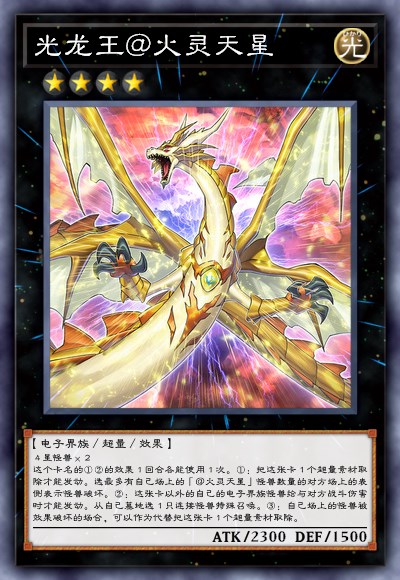 光龙王@火灵天星
光
ひかり
【 电子界族 / 超量 / 效果 】
4星怪兽×2
这个卡名的①②的效果1回合各能使用1次。①：把这张卡1个超量素材取
除才能发动。选最多有自己场上的「@火灵天星」怪兽数量的对方场上的表
侧表示怪兽破坏。②：这张卡以外的自己的电子界族怪兽给与对方战斗伤害
时才能发动。从自己墓地选1只连接怪兽特殊召唤。③：自己场上的怪兽被
效果破坏的场合，可以作为代替把这张卡1个超量素材取除。
ATK/2300 DEF/1500